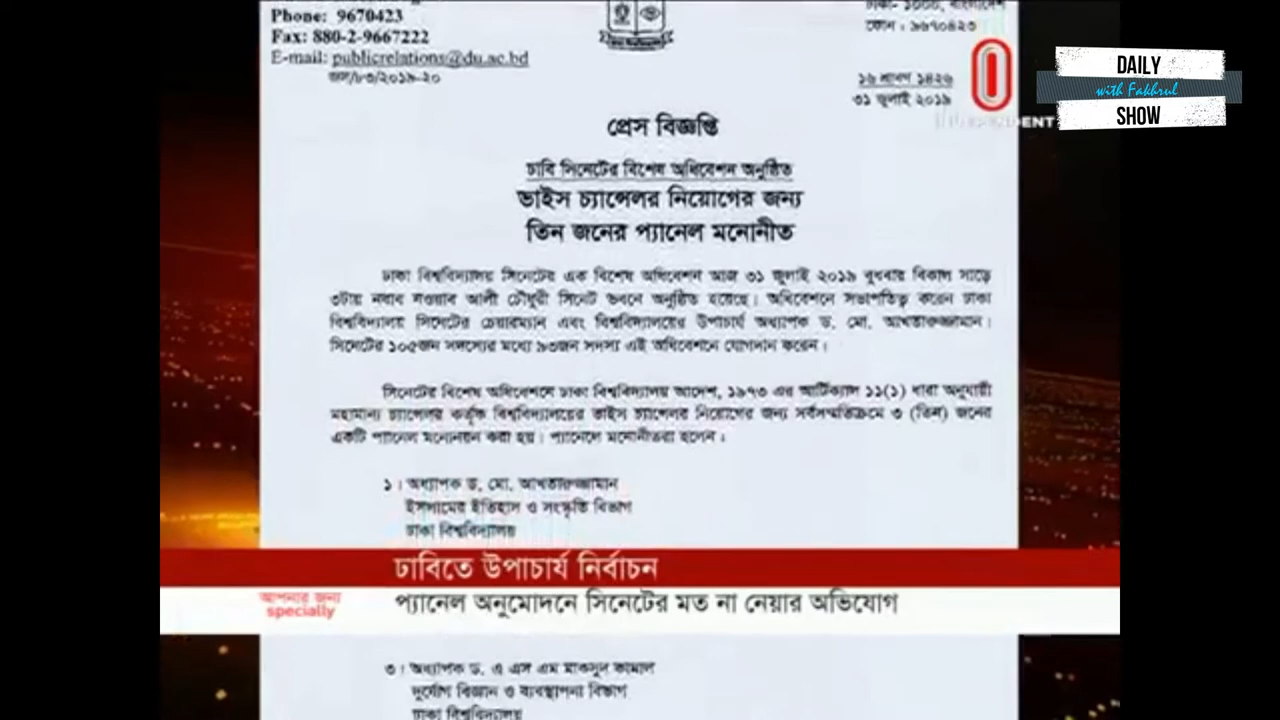 Phone: 9670423
Fax: 880-2-9667222
E-mail: publicrelations@du.ac.bd
জস/৮৩/২০১৯-২০
ফোন : ৯৬৭০৪২৩
১৬ শ্রাবণ ১৪২৬
৩১ জুলাই ২০১৯
DAILY
with Fakhrul
SHOW
প্রেস বিজ্ঞপ্তি
ঢাবি সিনেটের বিশেষ অধিবেশন অনুষ্ঠিত
ভাইস চ্যান্সেলর নিয়োগের জন্য
তিন জনের প্যানেল মনোনীত
ঢাকা বিশ্ববিদ্যালয় সিনেটের এক বিশেষ অধিবেশন আজ ৩১ জুলাই ২০১৯ বুধবার বিকাল সাড়ে
৩টায় নবাব নওয়াব আলী চৌধুরী সিনেট ভবনে অনুষ্ঠিত হয়েছে। অধিবেশনে সভাপতিত্ব করেন ঢাকা
বিশ্ববিদ্যালয় সিনেটের চেয়ারম্যান এবং বিশ্ববিদ্যালয়ের উপাচার্য অধ্যাপক ড. মো. আখতারুজ্জামান।
সিনেটের ১০৫জন সদস্যের মধ্যে ৯৩জন সদস্য এই অধিবেশনে যোগদান করেন।
সিনেটের বিশেষ অধিবেশনে ঢাকা বিশ্ববিদ্যালয় আদেশ, ১৯৭৩ এর আর্টিক্যাল ১১(১) ধারা অনুযায়ী
মহামান্য চ্যান্সেলর কর্তৃক বিশ্ববিদ্যালয়ের ভাইস চ্যান্সেলর নিয়োগের জন্য সর্বসম্মতিক্রমে ৩ (তিন) জনের
একটি প্যানেল মনোনয়ন করা হয়। প্যানেলে মনোনীতরা হলেন।
১। অধ্যাপক ড. মো. আখতারুজ্জামান
ইসলামের ইতিহাস ও সংস্কৃতি বিভাগ
ঢাকা বিশ্ববিদ্যালয়
ঢাবিতে উপাচার্য নির্বাচন
আপনার জন্য
specially
প্যানেল অনুমোদনে সিনেটের মত না নেয়ার অভিযোগ
৩। অধ্যাপক ড. এ এস এম মাকসুদ কামাল
দুর্যোগ বিজ্ঞান ও ব্যবস্থাপনা বিভাগ
ঢাকা বিশ্ববিদ্যালয়